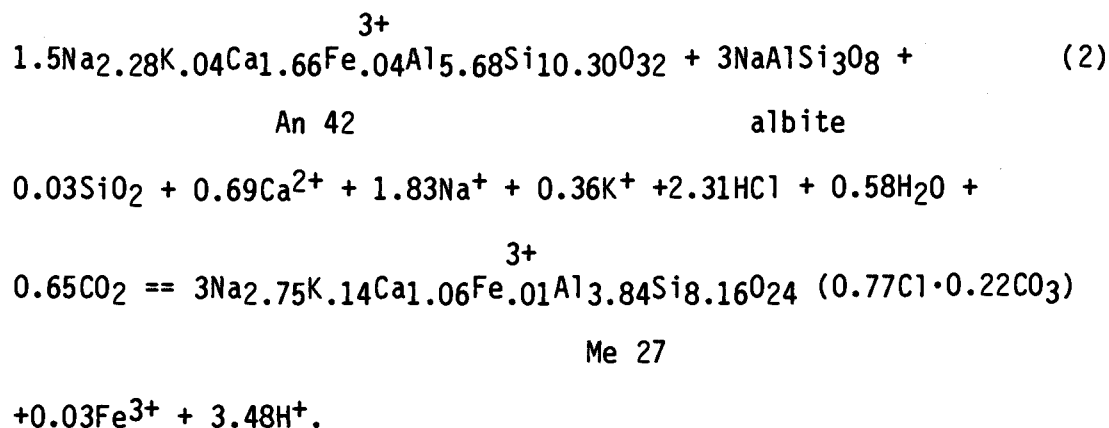 3+
1.5Na2.28K.04Ca1.66Fe.04Al5.68Si10.30O32 + 3NaAlSi3O8 + (2)
An 42 albite
0.03SiO2 + 0.69Ca2+ + 1.83Na+ + 0.36K+ +2.31HCl + 0.58H2O +
3+
0.65CO2 == 3Na2.75K.14Ca1.06Fe.01Al3.84Si8.16O24 (0.77Cl·0.22CO3)
Me 27
+0.03Fe3+ + 3.48H+.